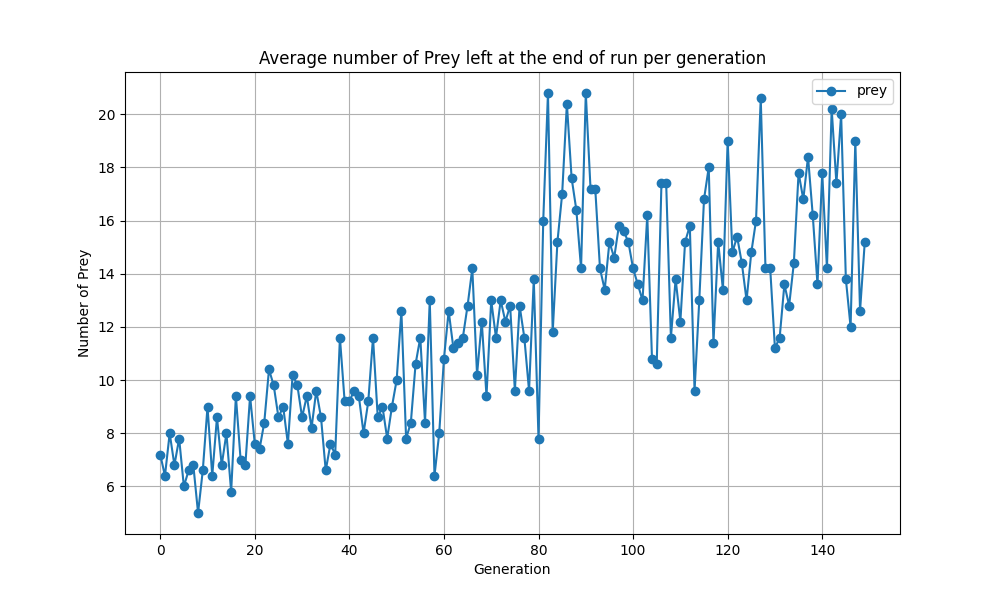 Average number of Prey left at the end of run per generation
prey
Number of Prey
20
18
16
14
12
10
8
6
0 20 40 60 80 100 120 140
Generation